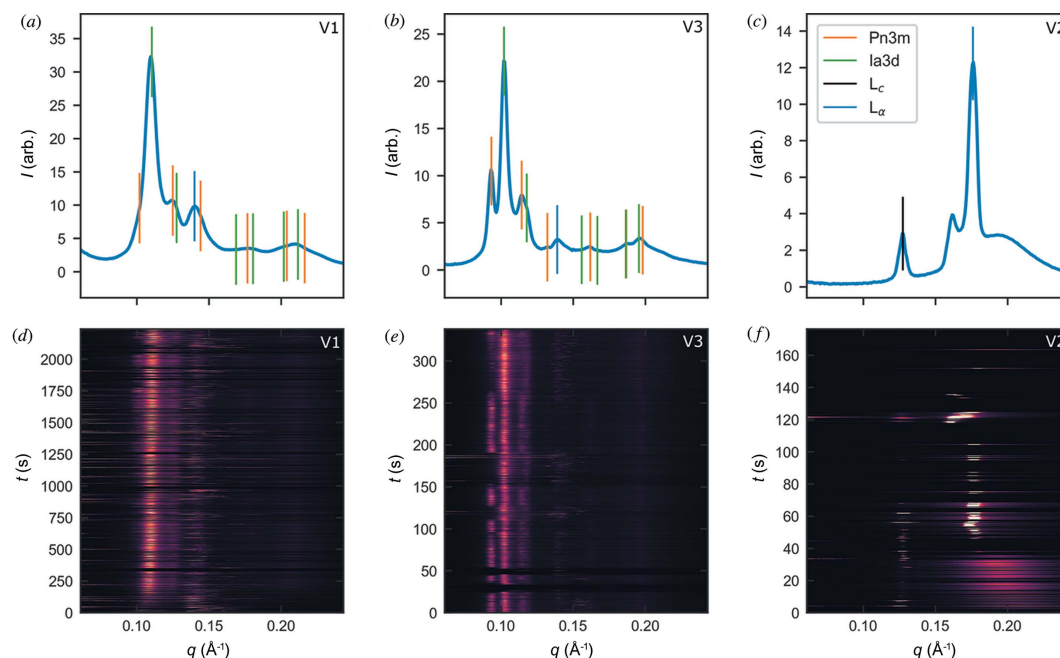 (a)
V1
I (arb.)
35
30
25
20
15
10
5
0
(b)
V3
I (arb.)
25
20
15
10
5
0
(c)
V2
I (arb.)
14
12
10
8
6
4
2
0
Pn3m
Ia3d
Lc
Lα
(d)
V1
t (s)
2000
1750
1500
1250
1000
750
500
250
0
0.10
0.15
0.20
q (Å-1)
(e)
V3
t (s)
300
250
200
150
100
50
0
0.10
0.15
0.20
q (Å-1)
(f)
V2
t (s)
160
140
120
100
80
60
40
20
0
0.10
0.15
0.20
q (Å-1)